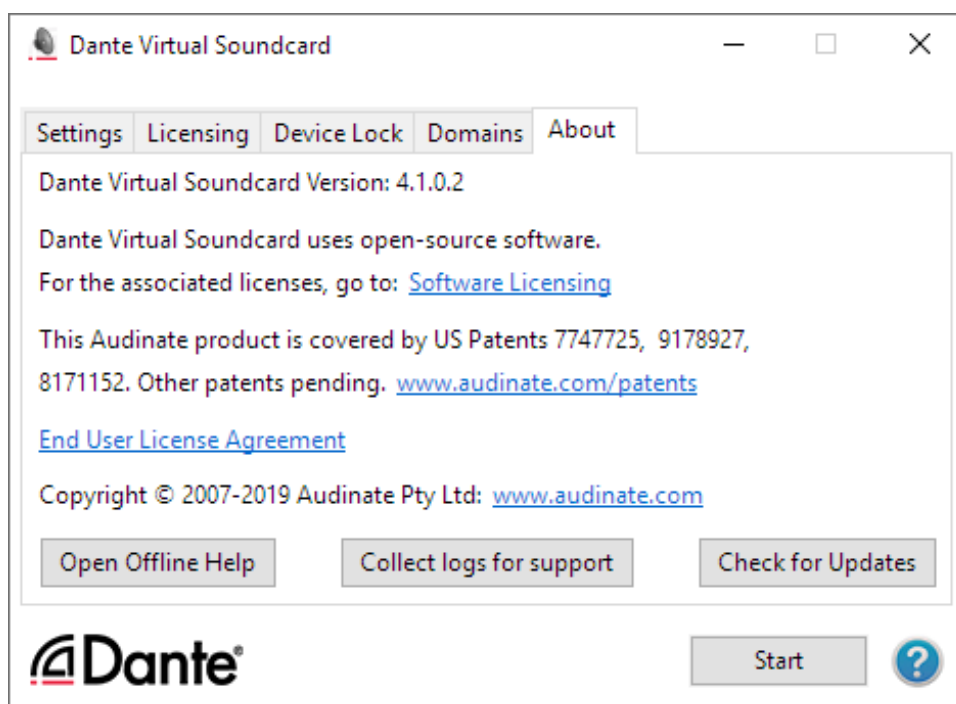 Dante Virtual Soundcard
Settings Licensing Device Lock Domains About
Dante Virtual Soundcard Version: 4.1.0.2
Dante Virtual Soundcard uses open-source software.
For the associated licenses, go to: Software Licensing
This Audinate product is covered by US Patents 7747725, 9178927,
8171152. Other patents pending. www.audinate.com/patents
End User License Agreement
Copyright © 2007-2019 Audinate Pty Ltd: www.audinate.com
Open Offline Help Collect logs for support Check for Updates
Dante® Start ?